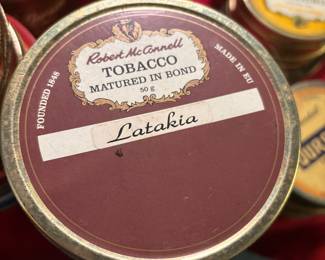 Robert McConnell
TOBACCO
MATURED IN BOND
50 g
FOUNDED 1848
MADE IN EU
Latakia